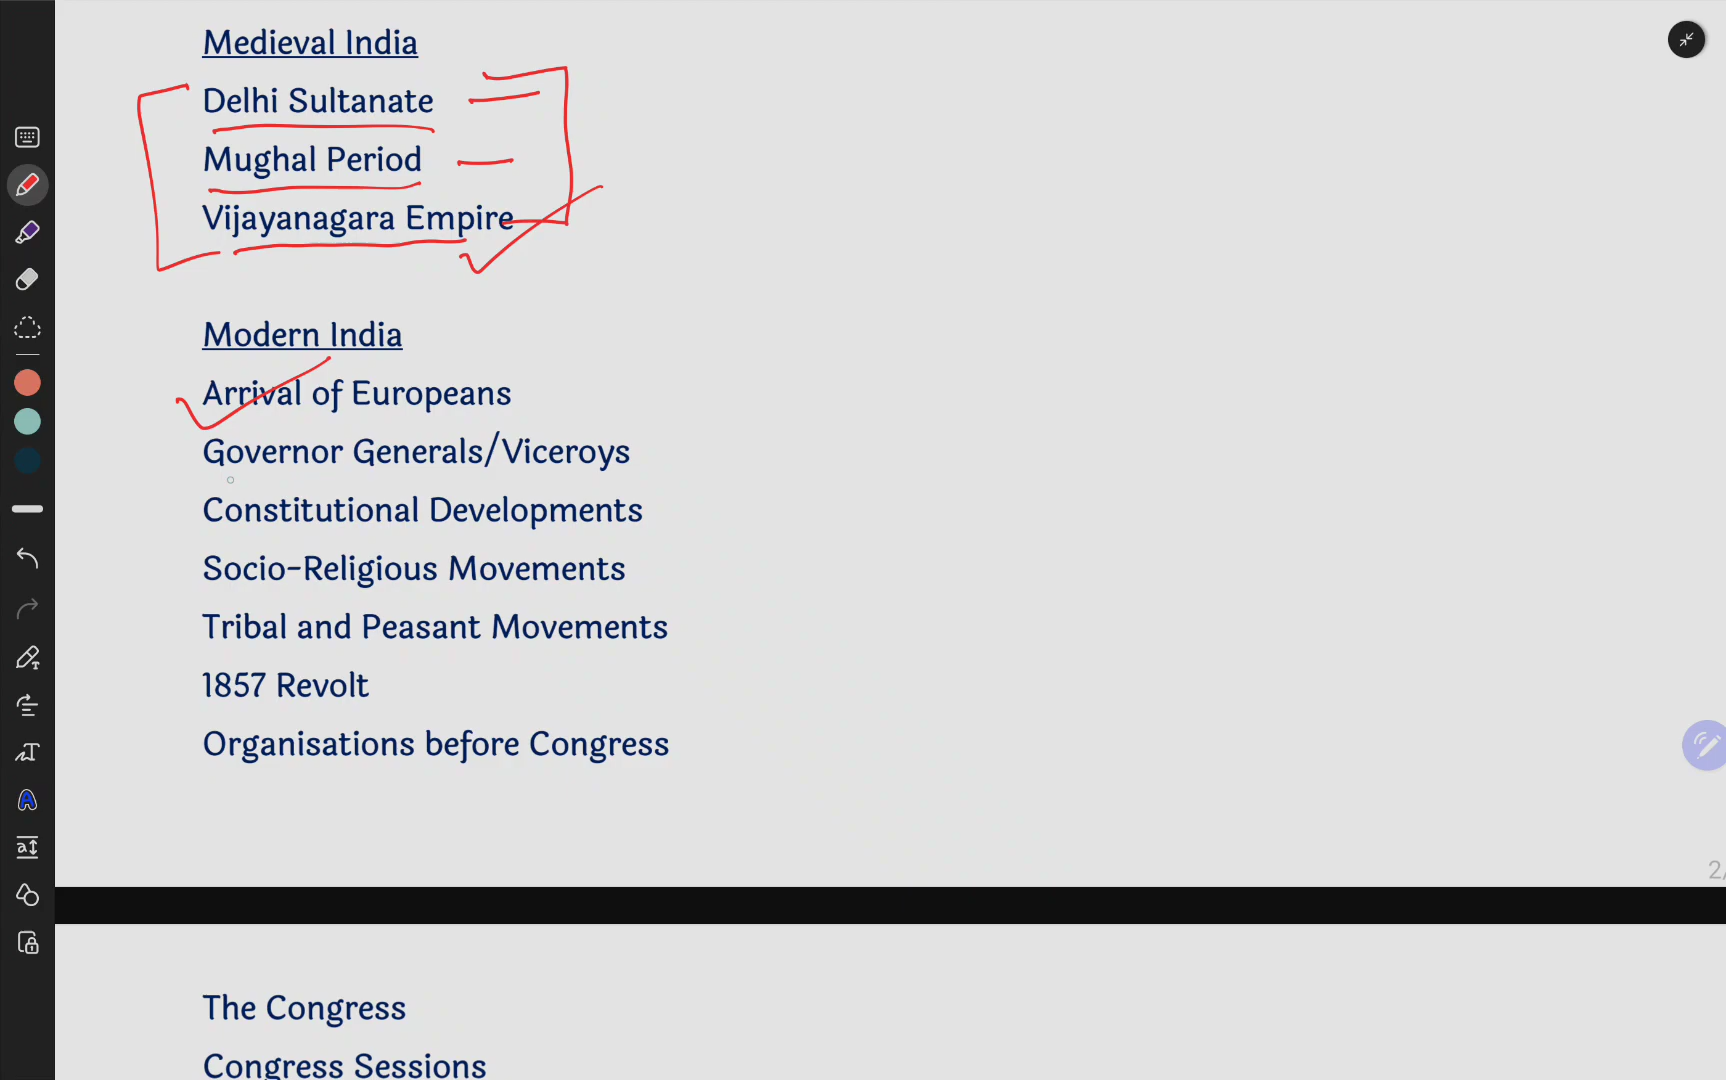 Medieval India
Delhi Sultanate
Mughal Period
Vijayanagara Empire
Modern India
Arrival of Europeans
Governor Generals/Viceroys
Constitutional Developments
Socio-Religious Movements
Tribal and Peasant Movements
1857 Revolt
Organisations before Congress
2/
The Congress
Congress Sessions